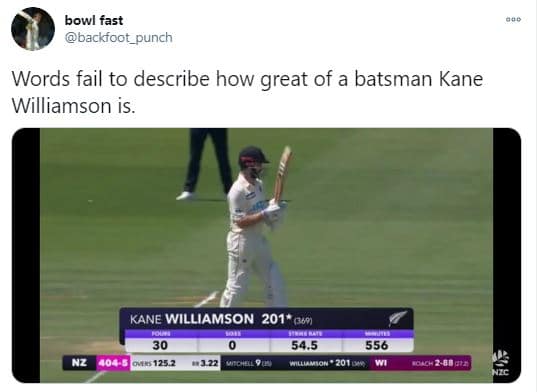 bowl fast
@backfoot_punch
Words fail to describe how great of a batsman Kane
Williamson is.
KANE WILLIAMSON 201* (369)
FOURS SIXES STRIKE RATE MINUTES
30 0 54.5 556
NZ 404-5 OVERS 125.2 RR 3.22 MITCHELL 9 (35) WILLIAMSON * 201 (369) WI ROACH 2-88 (27.2)
NZC